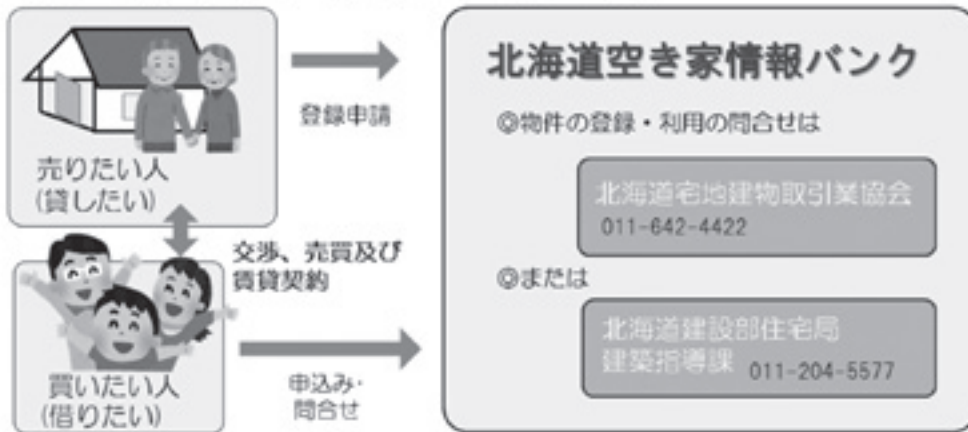 売りたい人
(貸したい)
登録申請
交渉、売買及び
賃貸契約
買いたい人
(借りたい)
申込み・
問合せ
北海道空き家情報バンク
◎物件の登録・利用の問合せは
北海道宅地建物取引業協会
011-642-4422
◎または
北海道建設部住宅局
建築指導課 011-204-5577